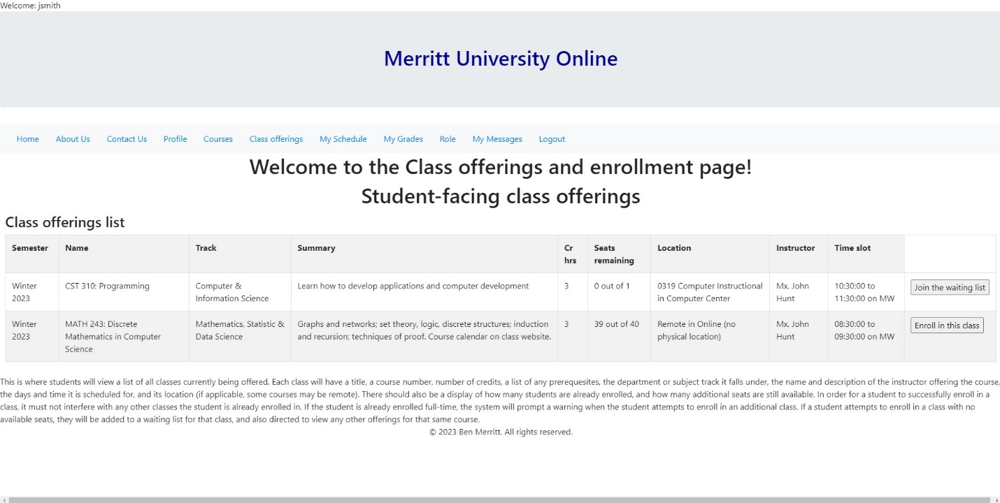 Welcome: jsmith
Merritt University Online
Home About Us Contact Us Profile Courses Class offerings My Schedule My Grades Role My Messages Logout
Welcome to the Class offerings and enrollment page!
Student-facing class offerings
Class offerings list
Semester Name Track Summary Cr hrs Seats remaining Location Instructor Time slot
Winter 2023 CST 310: Programming Computer & Information Science Learn how to develop applications and computer development 3 0 out of 1 0319 Computer Instructional in Computer Center Mx. John Hunt 10:30:00 to 11:30:00 on MW Join the waiting list
Winter 2023 MATH 243: Discrete Mathematics in Computer Science Mathematics, Statistic & Data Science Graphs and networks; set theory, logic, discrete structures; induction and recursion; techniques of proof. Course calendar on class website. 3 39 out of 40 Remote in Online (no physical location) Mx. John Hunt 08:30:00 to 09:30:00 on MW Enroll in this class
This is where students will view a list of all classes currently being offered. Each class will have a title, a course number, number of credits, a list of any prerequesites, the department or subject track it falls under, the name and description of the instructor offering the course,
the days and time it is scheduled for, and its location (if applicable, some courses may be remote). There should also be a display of how many students are already enrolled, and how many additional seats are still available. In order for a student to successfully enroll in a
class, it must not interfere with any other classes the student is already enrolled in. If the student is already enrolled full-time, the system will prompt a warning when the student attempts to enroll in an additional class. If a student attempts to enroll in a class with no
available seats, they will be added to a waiting list for that class, and also directed to view any other offerings for that same course.
© 2023 Ben Merritt. All rights reserved.